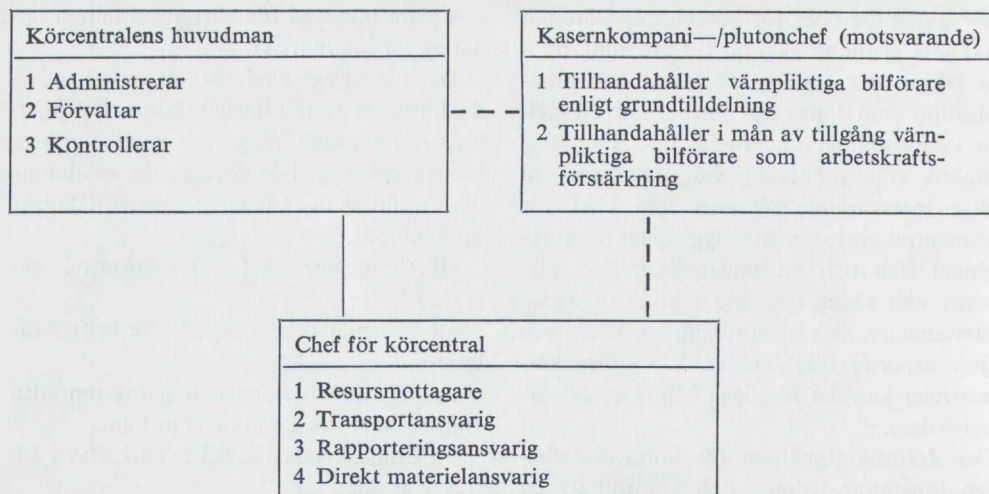 Körcentralens huvudman
1 Administrerar
2 Förvaltar
3 Kontrollerar
Kasernkompani—/plutonchef (motsvarande)
1 Tillhandahåller värnpliktiga bilförare
enligt grundtilldelning
2 Tillhandahåller i mån av tillgång värn-
pliktiga bilförare som arbetskrafts-
förstärkning
Chef för körcentral
1 Resursmottagare
2 Transportansvarig
3 Rapporteringsansvarig
4 Direkt materielansvarig